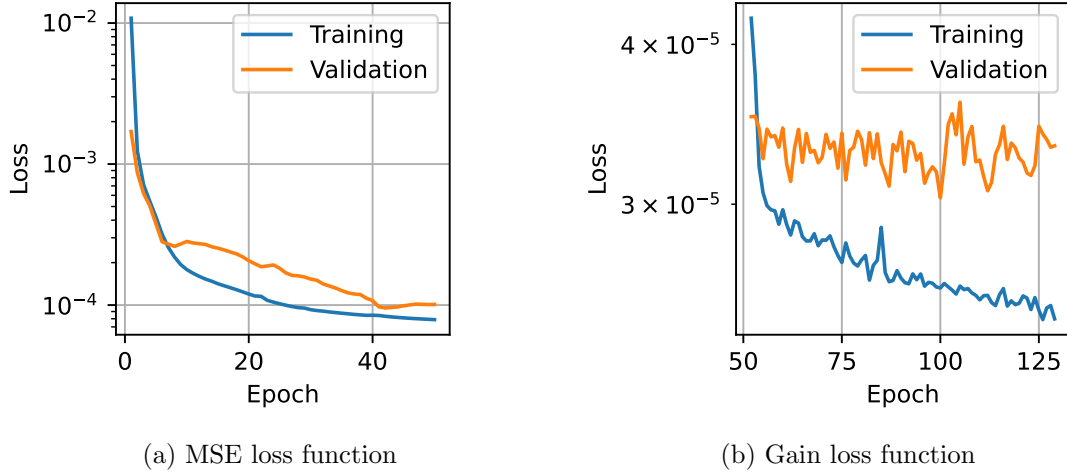 10⁻²
10⁻³
10⁻⁴
Loss
Training
Validation
0
20
40
Epoch
(a) MSE loss function
4 × 10⁻⁵
3 × 10⁻⁵
Loss
Training
Validation
50
75
100
125
Epoch
(b) Gain loss function